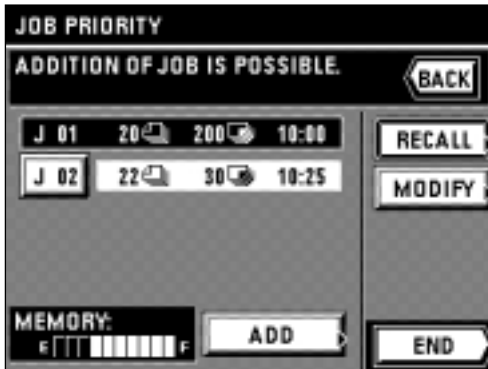 JOB PRIORITY
ADDITION OF JOB IS POSSIBLE.
BACK
J 01 20 200 10:00
RECALL
J 02 22 30 10:25
MODIFY
MEMORY:
E F
ADD
END